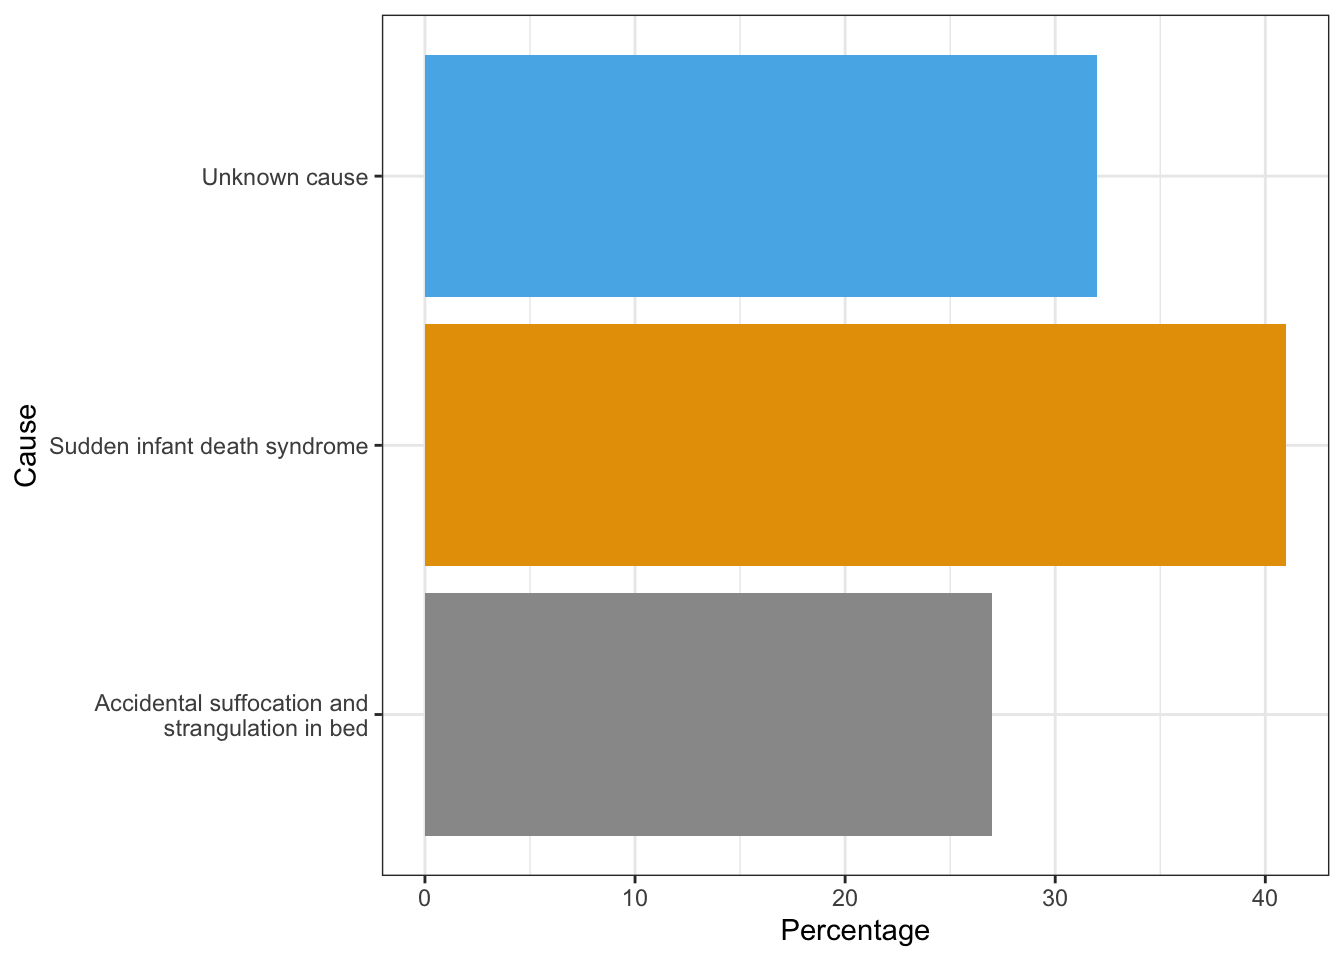 Unknown cause
Sudden infant death syndrome
Accidental suffocation and
strangulation in bed
Cause
0 10 20 30 40
Percentage